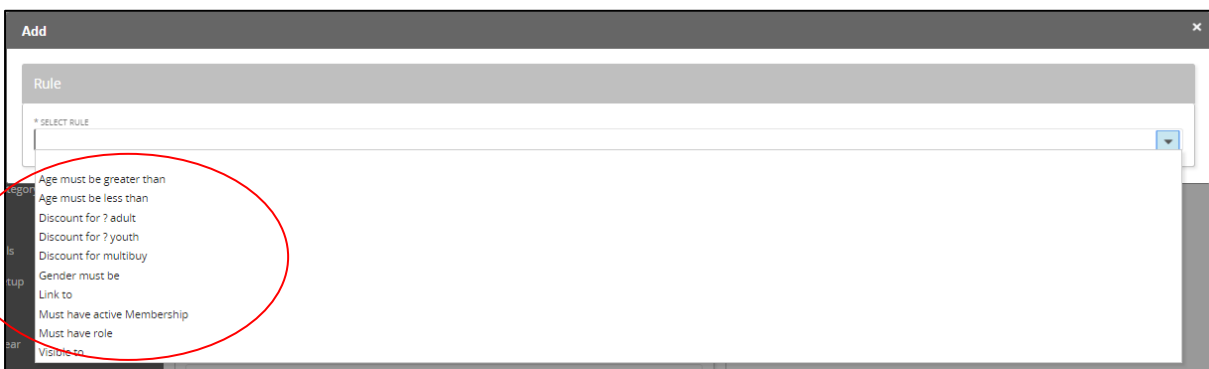 Add
×
Rule
* SELECT RULE
Age must be greater than
Age must be less than
Discount for ? adult
Discount for ? youth
Discount for multibuy
Gender must be
Link to
Must have active Membership
Must have role
Visible to